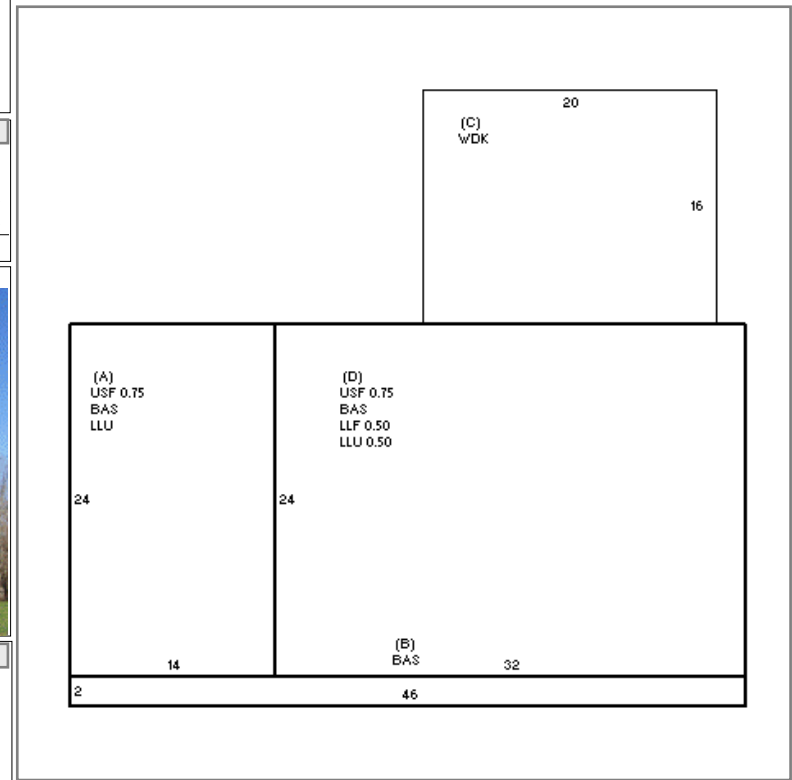 20
(C)
WDK
16
(A)
USF 0.75
BAS
LLU
(D)
USF 0.75
BAS
LLF 0.50
LLU 0.50
24
24
(B)
BAS
14
32
2
46